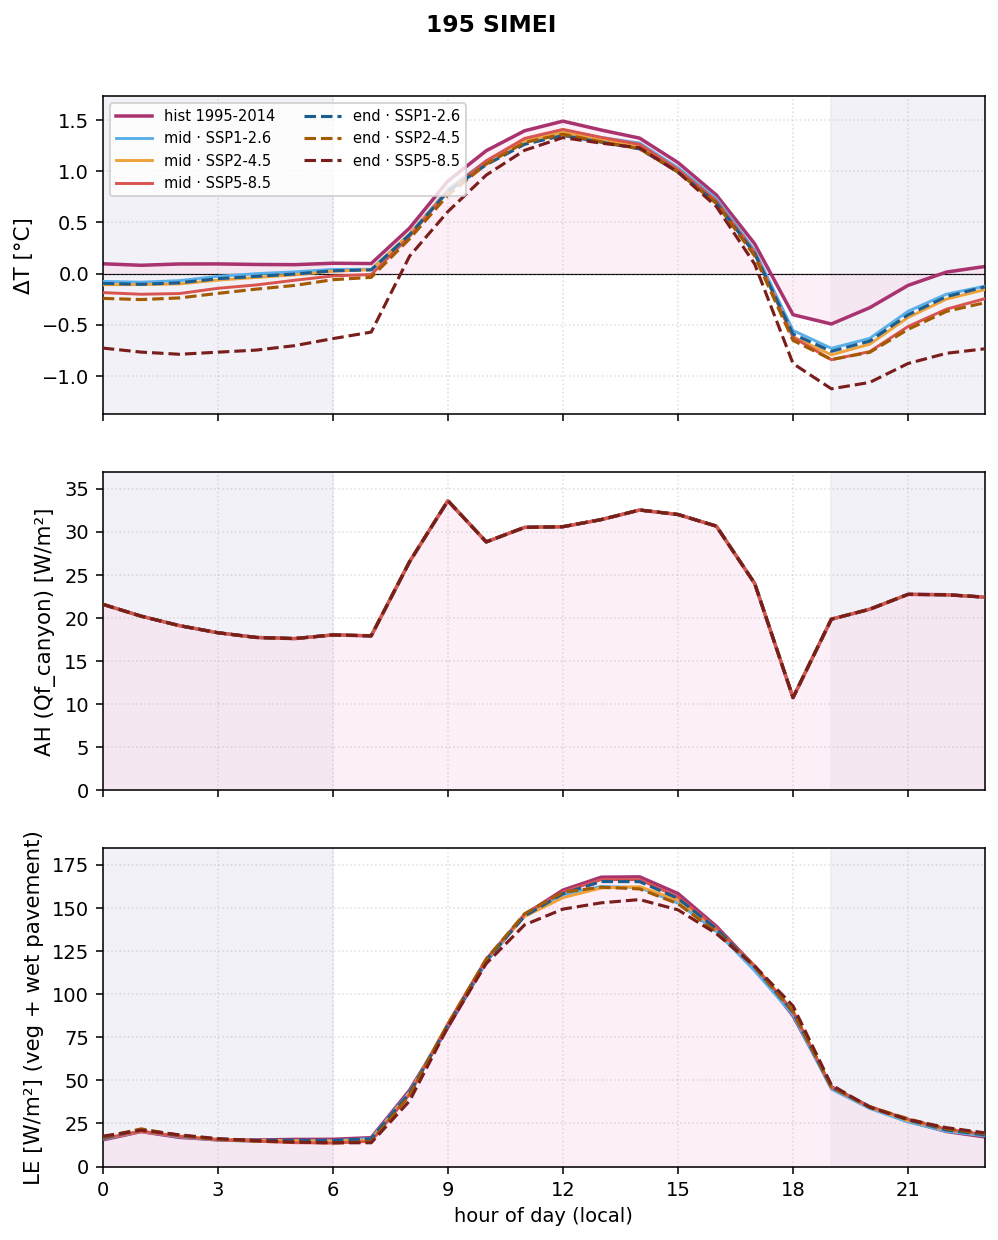 195 SIMEI
ΔT [°C]
1.5
1.0
0.5
0.0
−0.5
−1.0
hist 1995-2014
mid · SSP1-2.6
mid · SSP2-4.5
mid · SSP5-8.5
end · SSP1-2.6
end · SSP2-4.5
end · SSP5-8.5
AH (Qf_canyon) [W/m²]
35
30
25
20
15
10
5
0
LE [W/m²] (veg + wet pavement)
175
150
125
100
75
50
25
0
0 3 6 9 12 15 18 21
hour of day (local)